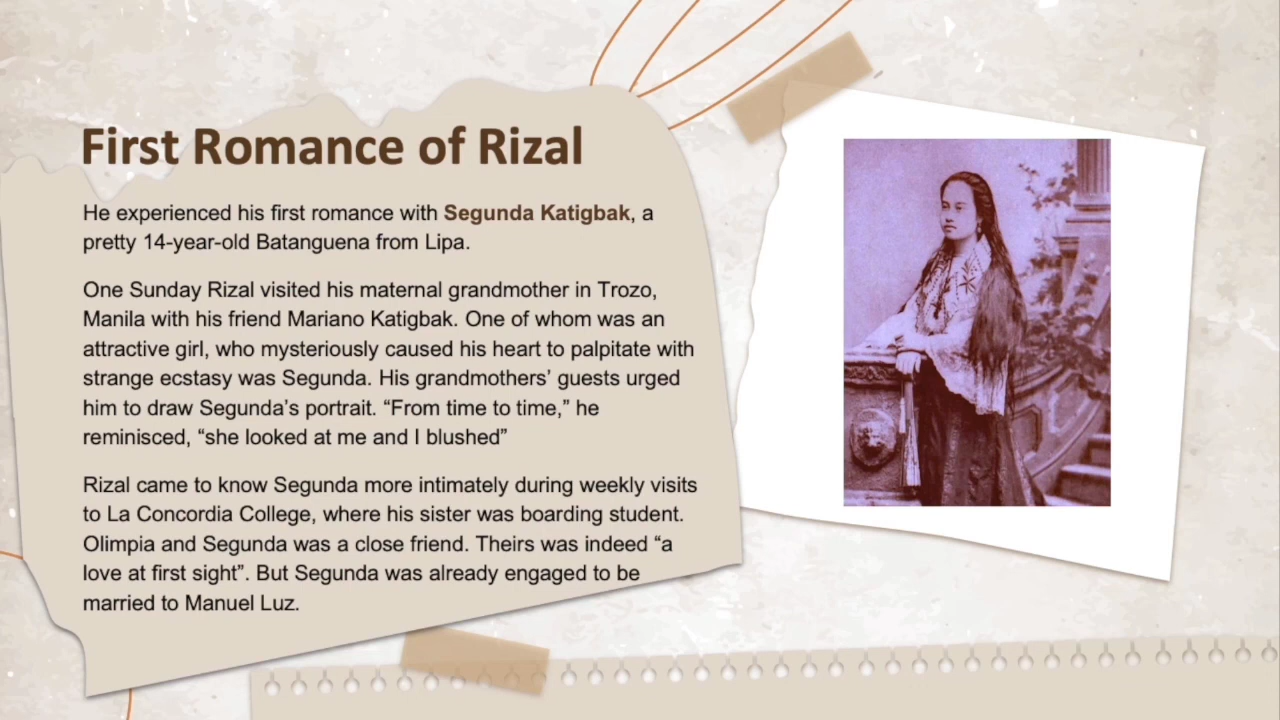 First Romance of Rizal
He experienced his first romance with Segunda Katigbak, a
pretty 14-year-old Batanguena from Lipa.
One Sunday Rizal visited his maternal grandmother in Trozo,
Manila with his friend Mariano Katigbak. One of whom was an
attractive girl, who mysteriously caused his heart to palpitate with
strange ecstasy was Segunda. His grandmothers’ guests urged
him to draw Segunda’s portrait. “From time to time,” he
reminisced, “she looked at me and I blushed”
Rizal came to know Segunda more intimately during weekly visits
to La Concordia College, where his sister was boarding student.
Olimpia and Segunda was a close friend. Theirs was indeed “a
love at first sight”. But Segunda was already engaged to be
married to Manuel Luz.